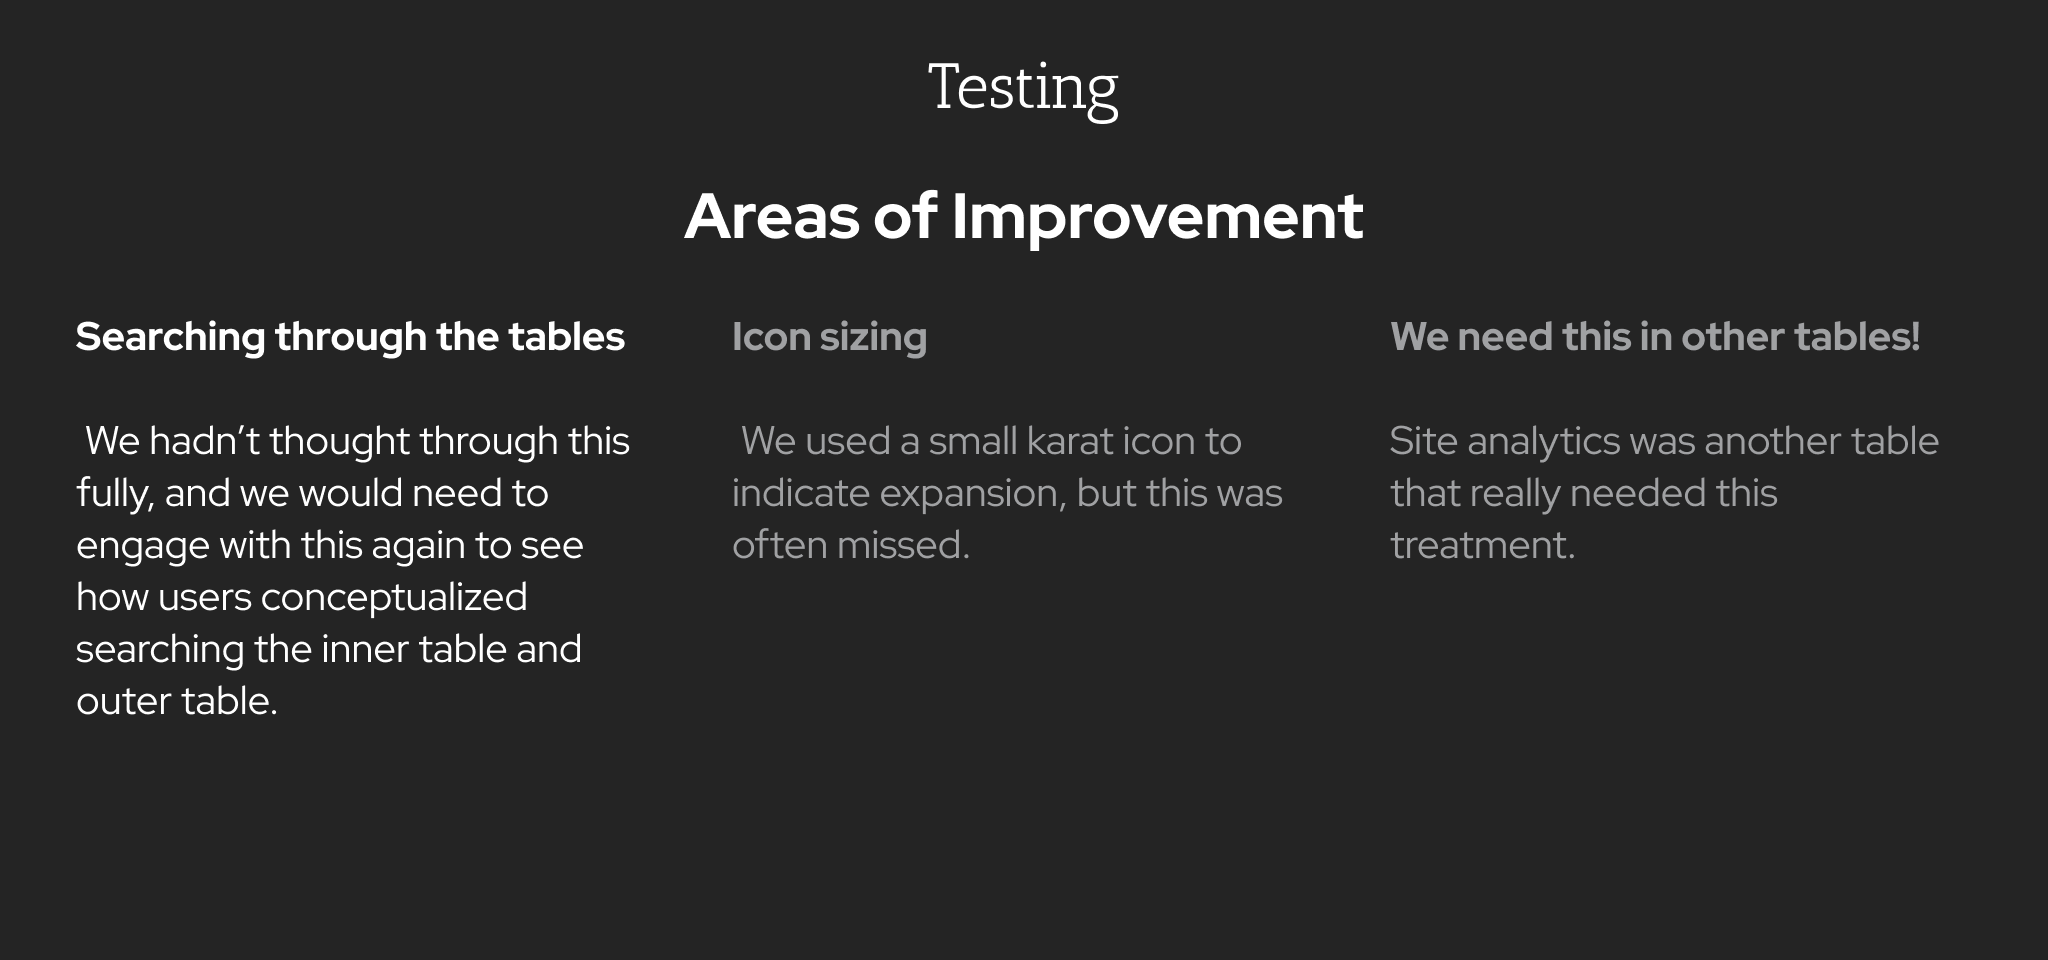 Testing
Areas of Improvement
Searching through the tables
We hadn’t thought through this
fully, and we would need to
engage with this again to see
how users conceptualized
searching the inner table and
outer table.
Icon sizing
We used a small karat icon to
indicate expansion, but this was
often missed.
We need this in other tables!
Site analytics was another table
that really needed this
treatment.